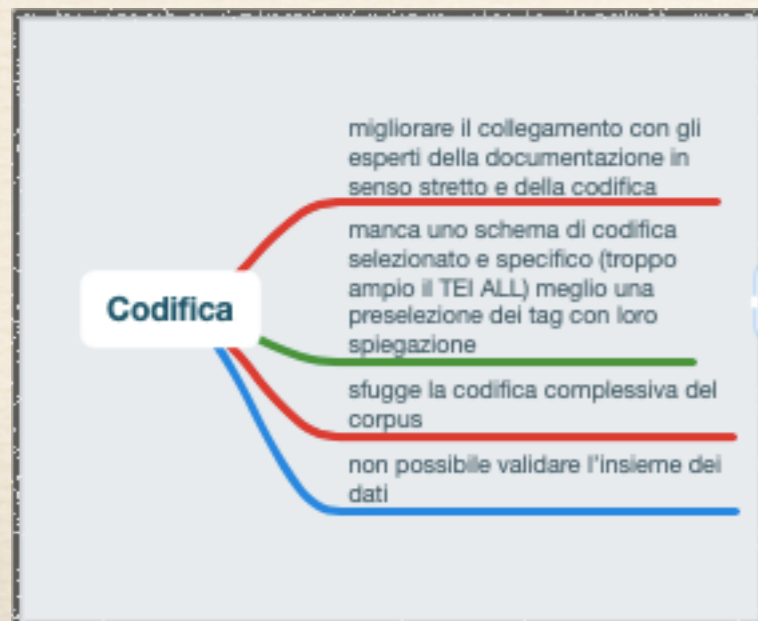 migliorare il collegamento con gli
esperti della documentazione in
senso stretto e della codifica
manca uno schema di codifica
selezionato e specifico (troppo
ampio il TEI ALL) meglio una
preselezione dei tag con loro
spiegazione
Codifica
sfugge la codifica complessiva del
corpus
non possibile validare l'insieme dei
dati